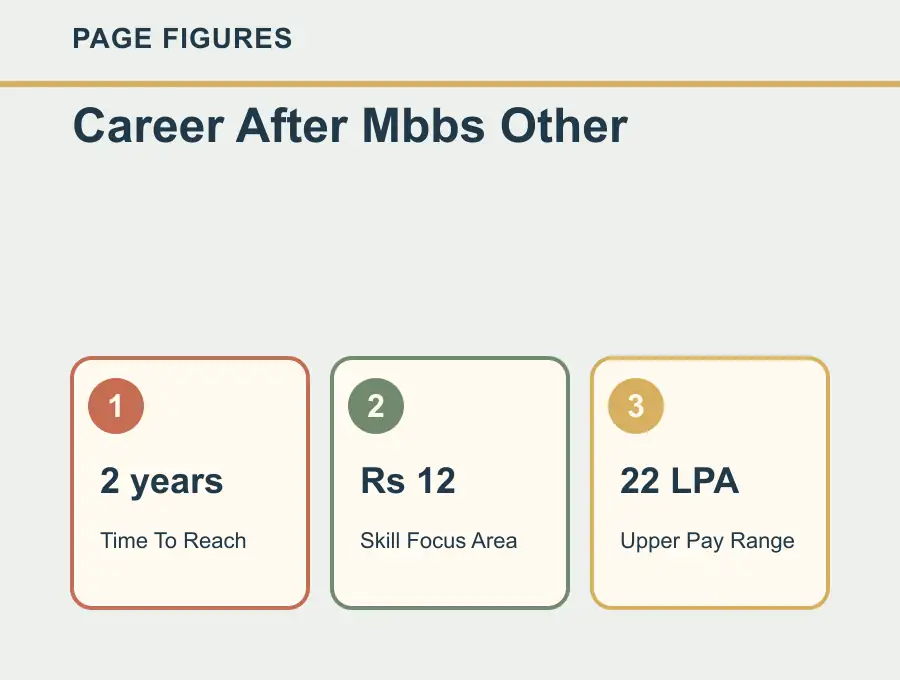 PAGE FIGURES
Career After Mbbs Other
1
2 years
Time To Reach
2
Rs 12
Skill Focus Area
3
22 LPA
Upper Pay Range